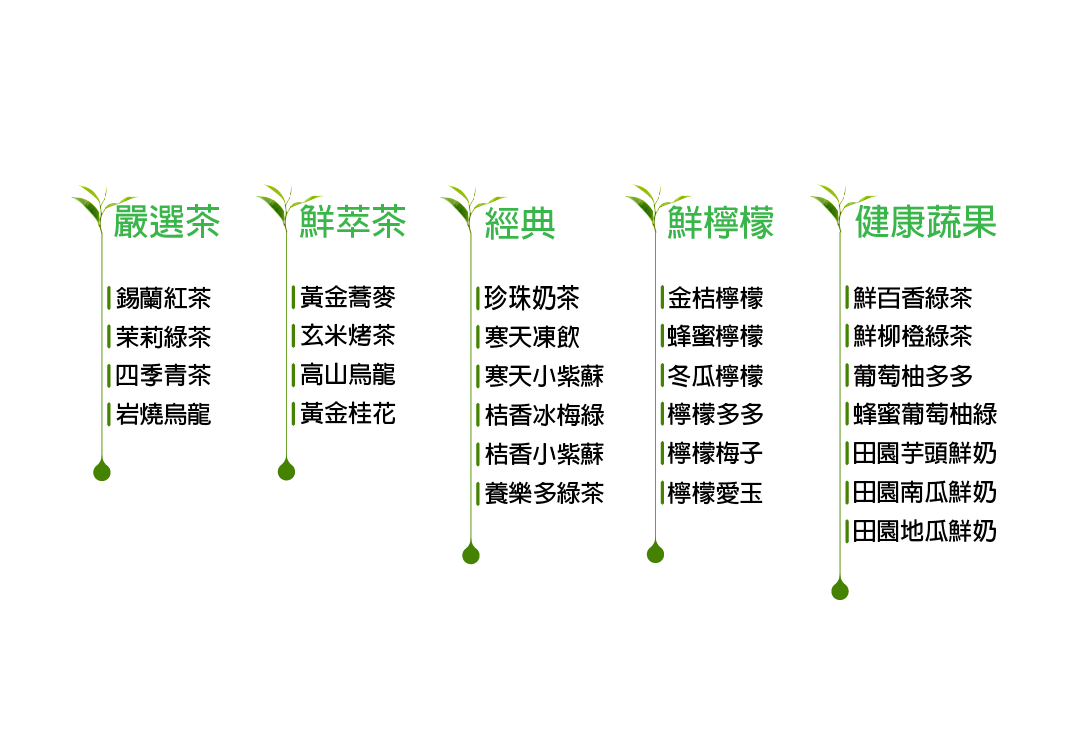 嚴選茶
錫蘭紅茶
茉莉綠茶
四季青茶
岩燒烏龍
鮮萃茶
黃金蕎麥
玄米烤茶
高山烏龍
黃金桂花
經典
珍珠奶茶
寒天凍飲
寒天小紫蘇
桔香冰梅綠
桔香小紫蘇
養樂多綠茶
鮮檸檬
金桔檸檬
蜂蜜檸檬
冬瓜檸檬
檸檬多多
檸檬梅子
檸檬愛玉
健康蔬果
鮮百香綠茶
鮮柳橙綠茶
葡萄柚多多
蜂蜜葡萄柚綠
田園芋頭鮮奶
田園南瓜鮮奶
田園地瓜鮮奶